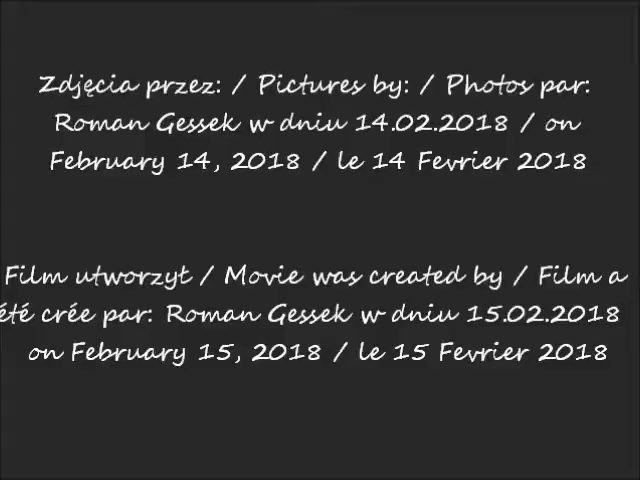 Zdjęcia przez: / Pictures by: / Photos par:
Roman Gessek w dniu 14.02.2018 / on
February 14, 2018 / le 14 Fevrier 2018
Film utworzył / Movie was created by / Film a
été crée par: Roman Gessek w dniu 15.02.2018
on February 15, 2018 / le 15 Fevrier 2018